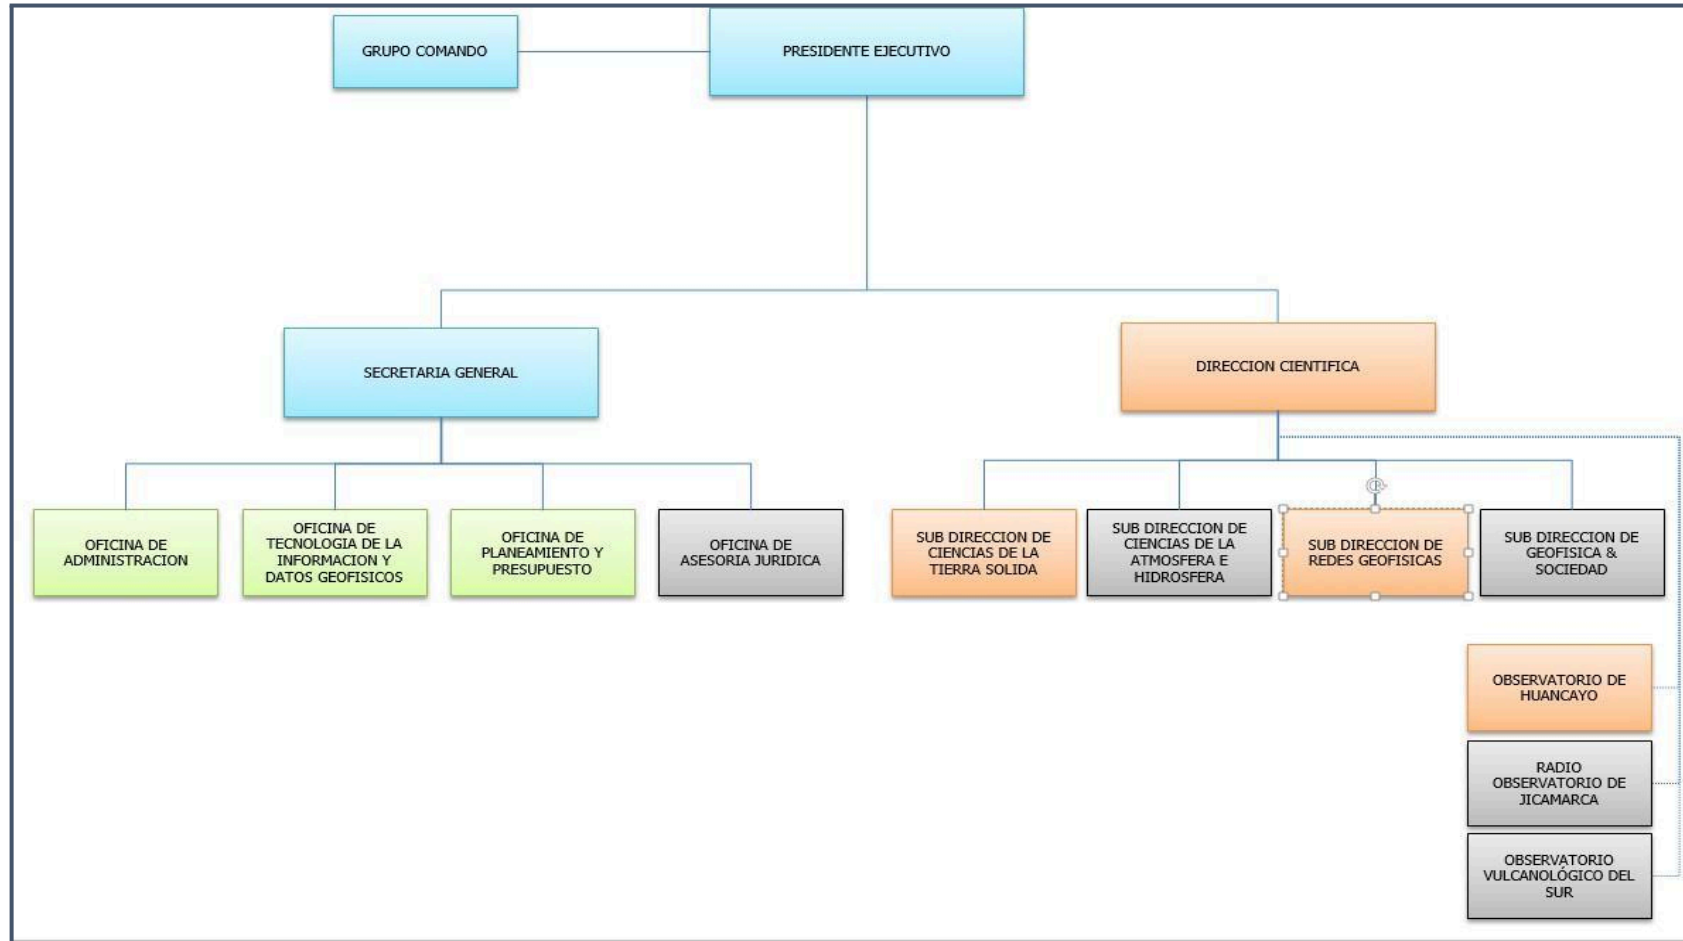 GRUPO COMANDO
PRESIDENTE EJECUTIVO
SECRETARIA GENERAL
DIRECCION CIENTIFICA
OFICINA DE
ADMINISTRACION
OFICINA DE
TECNOLOGIA DE LA
INFORMACION Y
DATOS GEOFISICOS
OFICINA DE
PLANEAMIENTO Y
PRESUPUESTO
OFICINA DE
ASESORIA JURIDICA
SUB DIRECCION DE
CIENCIAS DE LA
TIERRA SOLIDA
SUB DIRECCION DE
CIENCIAS DE LA
ATMOSFERA E
HIDROSFERA
SUB DIRECCION DE
REDES GEOFISICAS
SUB DIRECCION DE
GEOFISICA &
SOCIEDAD
OBSERVATORIO DE
HUANCAYO
RADIO
OBSERVATORIO DE
JICAMARCA
OBSERVATORIO
VULCANOLÓGICO DEL
SUR